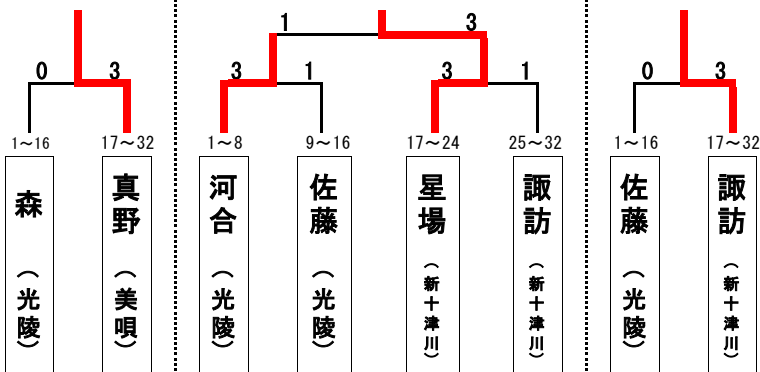 1 3
0 3 3 1 3 1 0 3
1～16 17～32 1～8 9～16 17～24 25～32 1～16 17～32
森（光陵）
真野（美唄）
河合（光陵）
佐藤（光陵）
星場（新十津川）
諏訪（新十津川）
佐藤（光陵）
諏訪（新十津川）